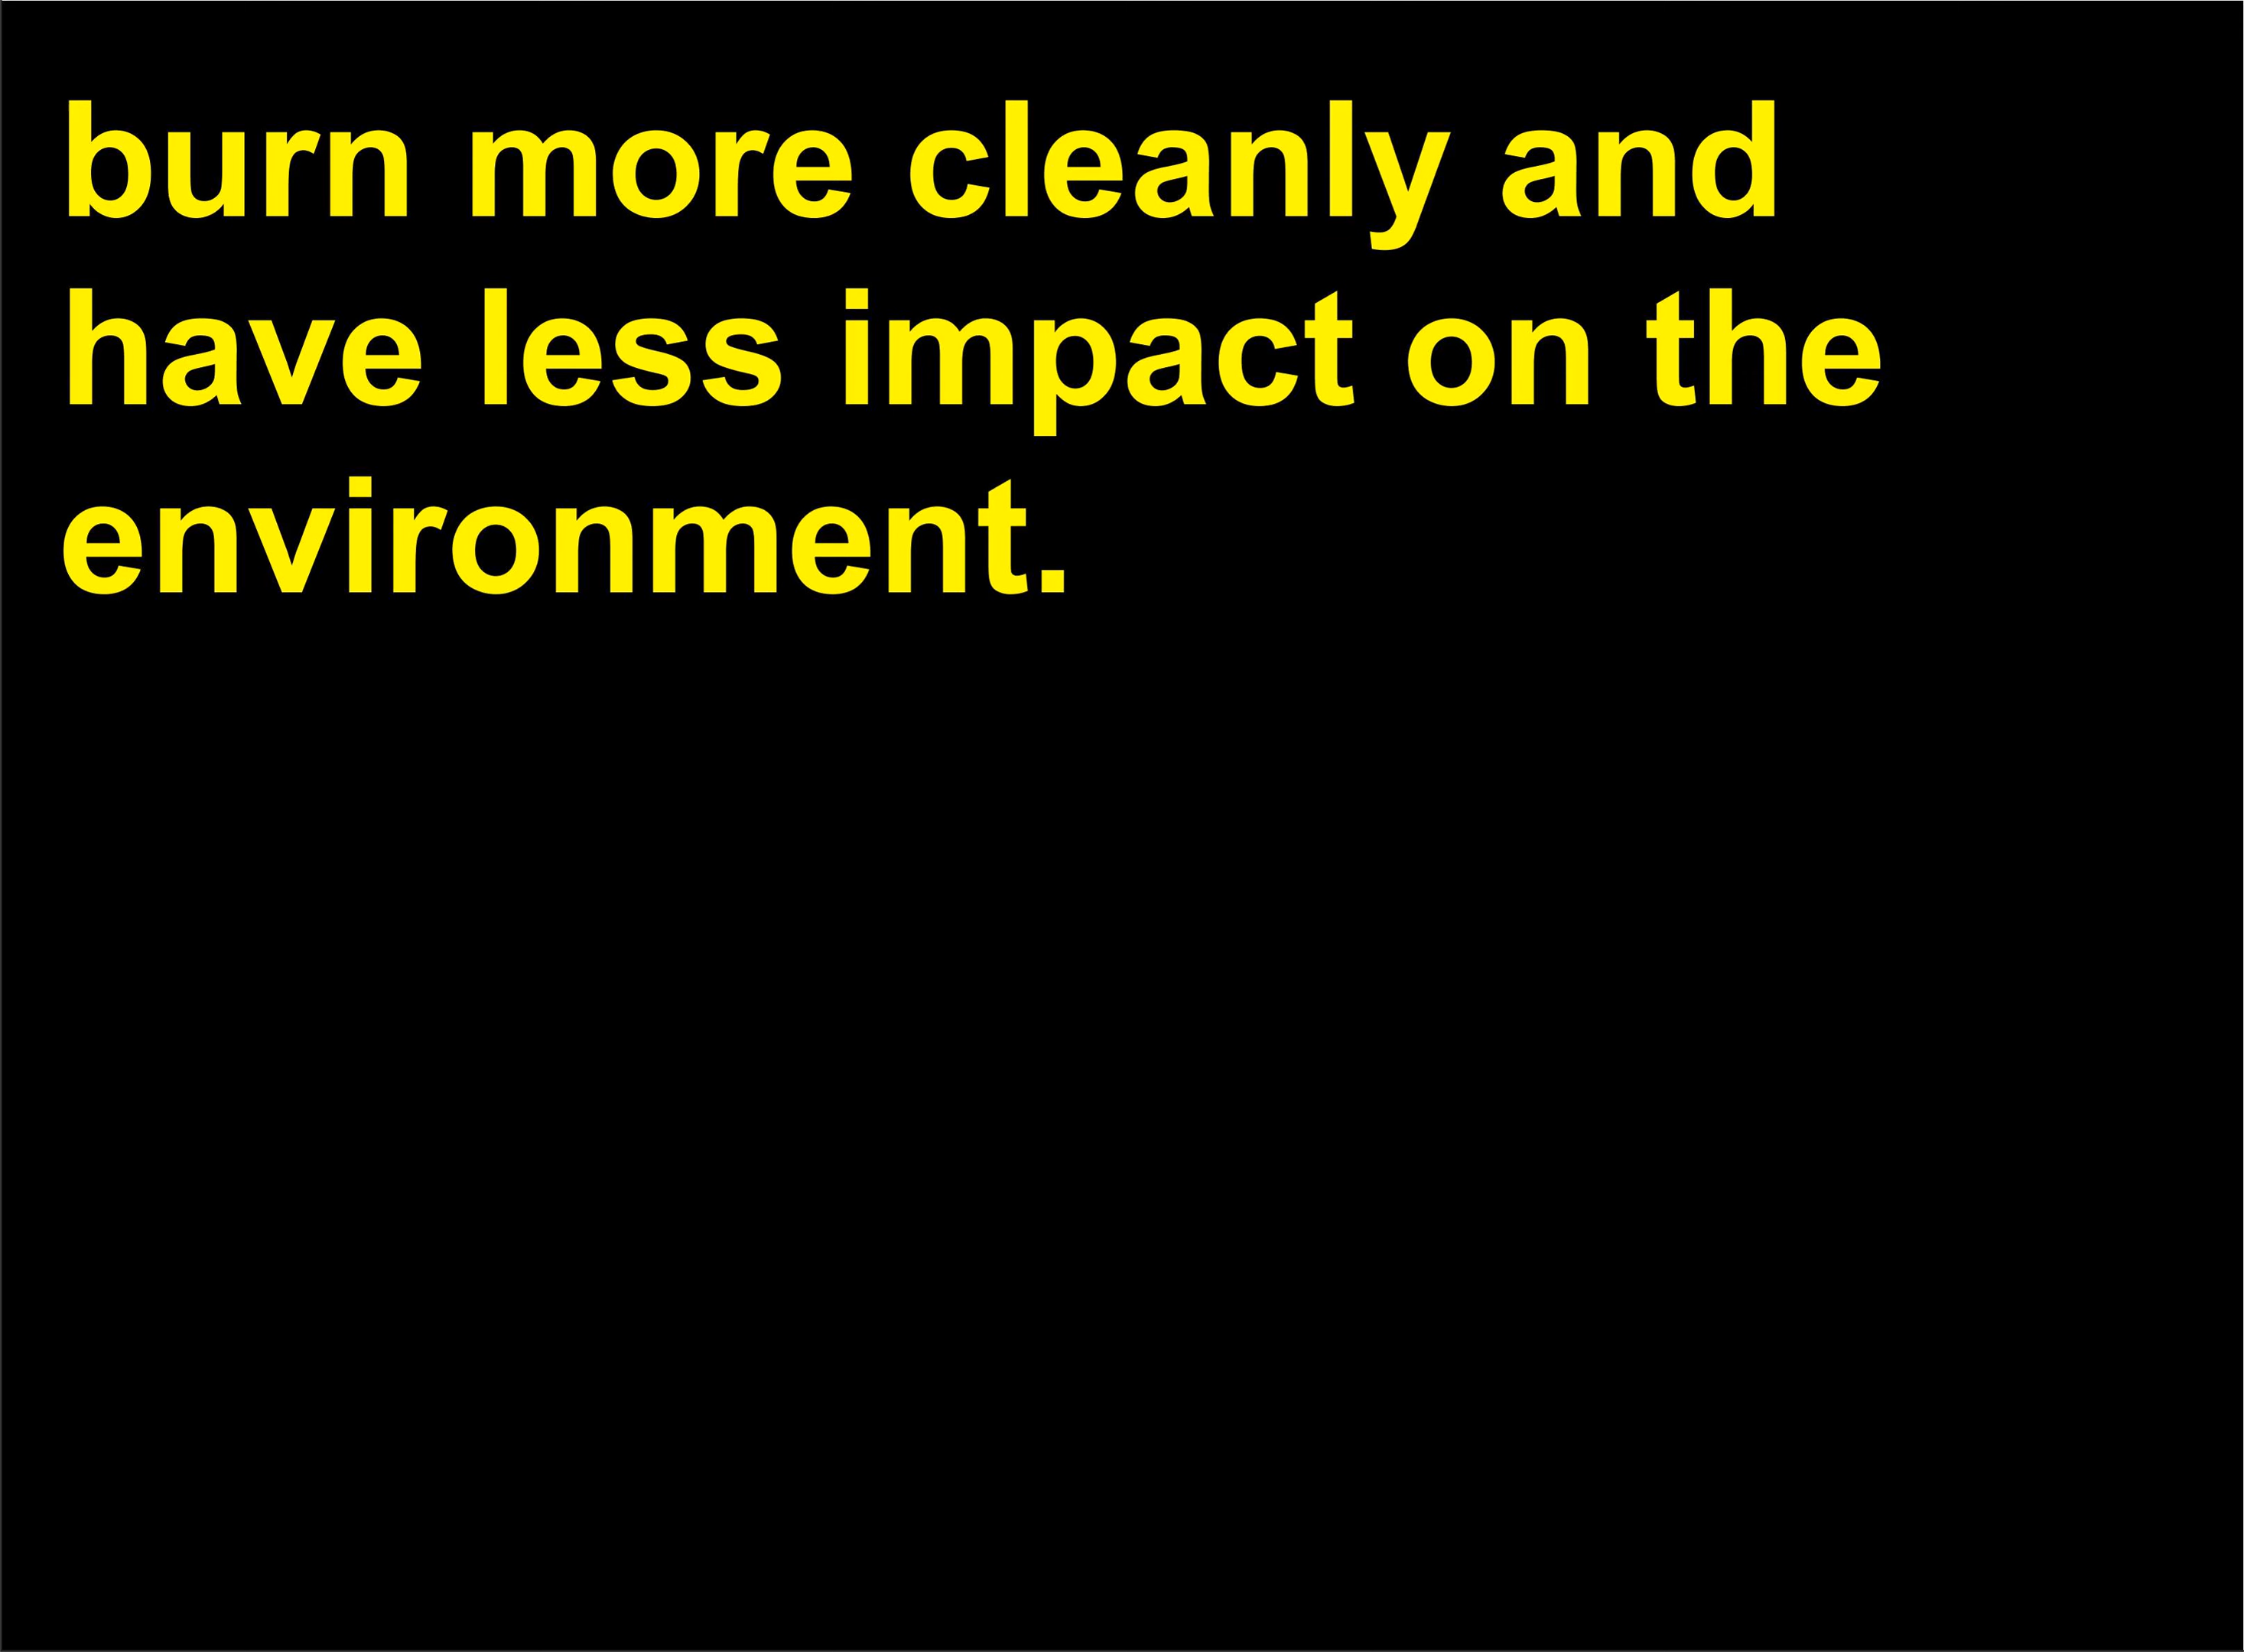 burn more cleanly and
have less impact on the
environment.